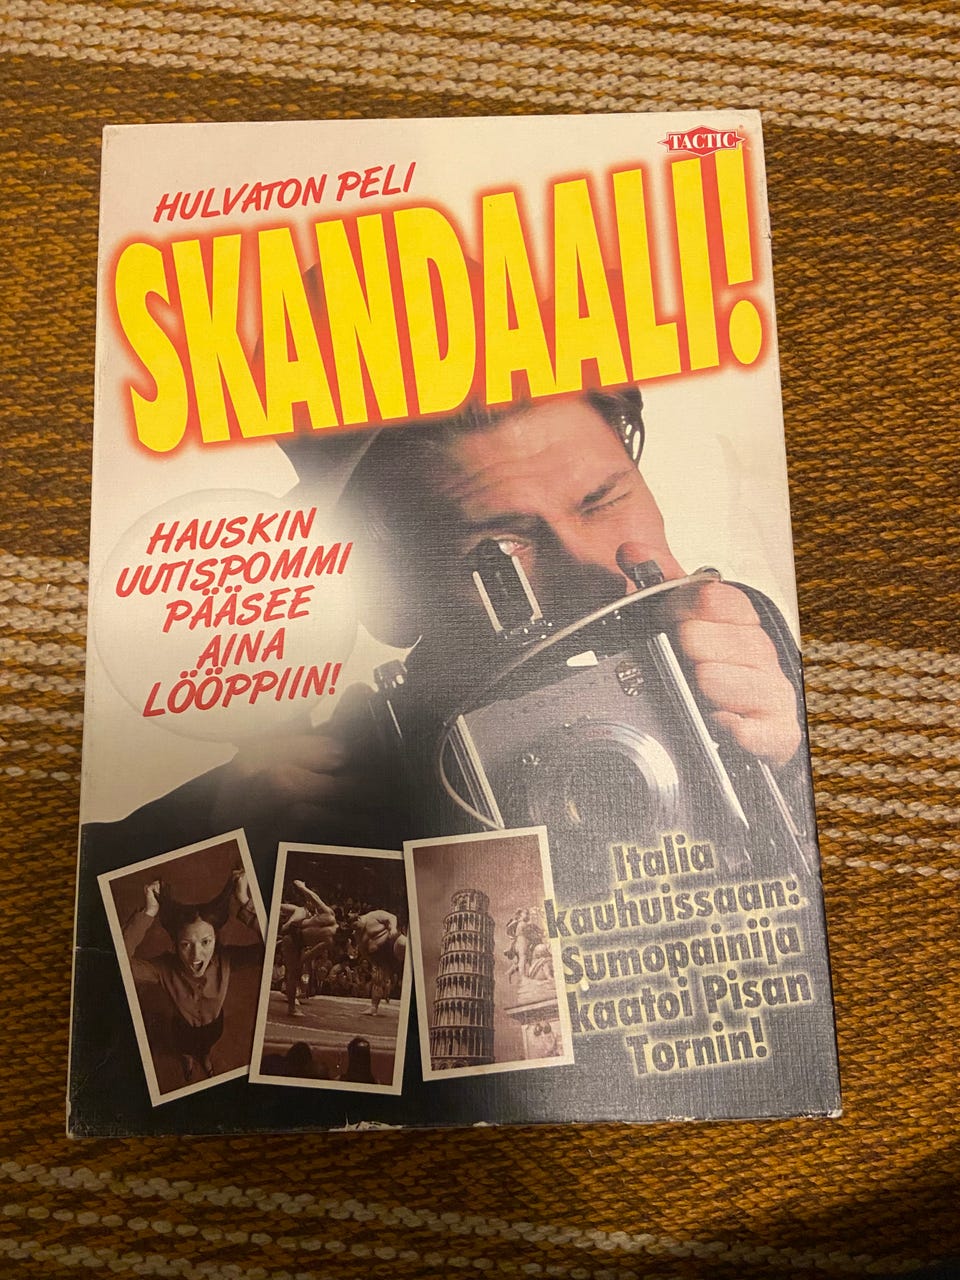 TACTIC
HULVATON PELI
SKANDAALI!
HAUSKIN
UUTISPOMMI
PÄÄSEE
AINA
LÖÖPPIIN!
Italia
kauhuissaan:
Sumopainija
kaatoi Pisan
Tornin!